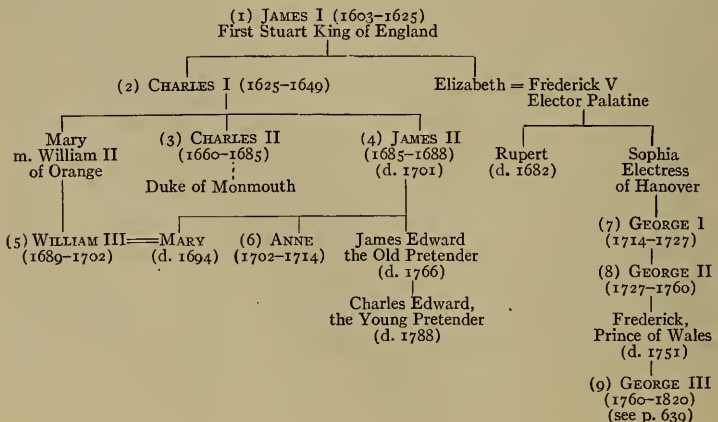 (1) JAMES I (1603–1625)
First Stuart King of England
(2) CHARLES I (1625–1649)
Elizabeth = Frederick V
Elector Palatine
Mary
m. William II
of Orange
(3) CHARLES II
(1660–1685)
Duke of Monmouth
(4) JAMES II
(1685–1688)
(d. 1701)
Rupert
(d. 1682)
Sophia
Electress
of Hanover
(5) WILLIAM III══MARY
(1689–1702) (d. 1694)
(6) ANNE
(1702–1714)
James Edward
the Old Pretender
(d. 1766)
Charles Edward,
the Young Pretender
(d. 1788)
(7) GEORGE I
(1714–1727)
(8) GEORGE II
(1727–1760)
Frederick,
Prince of Wales
(d. 1751)
(9) GEORGE III
(1760–1820)
(see p. 639)